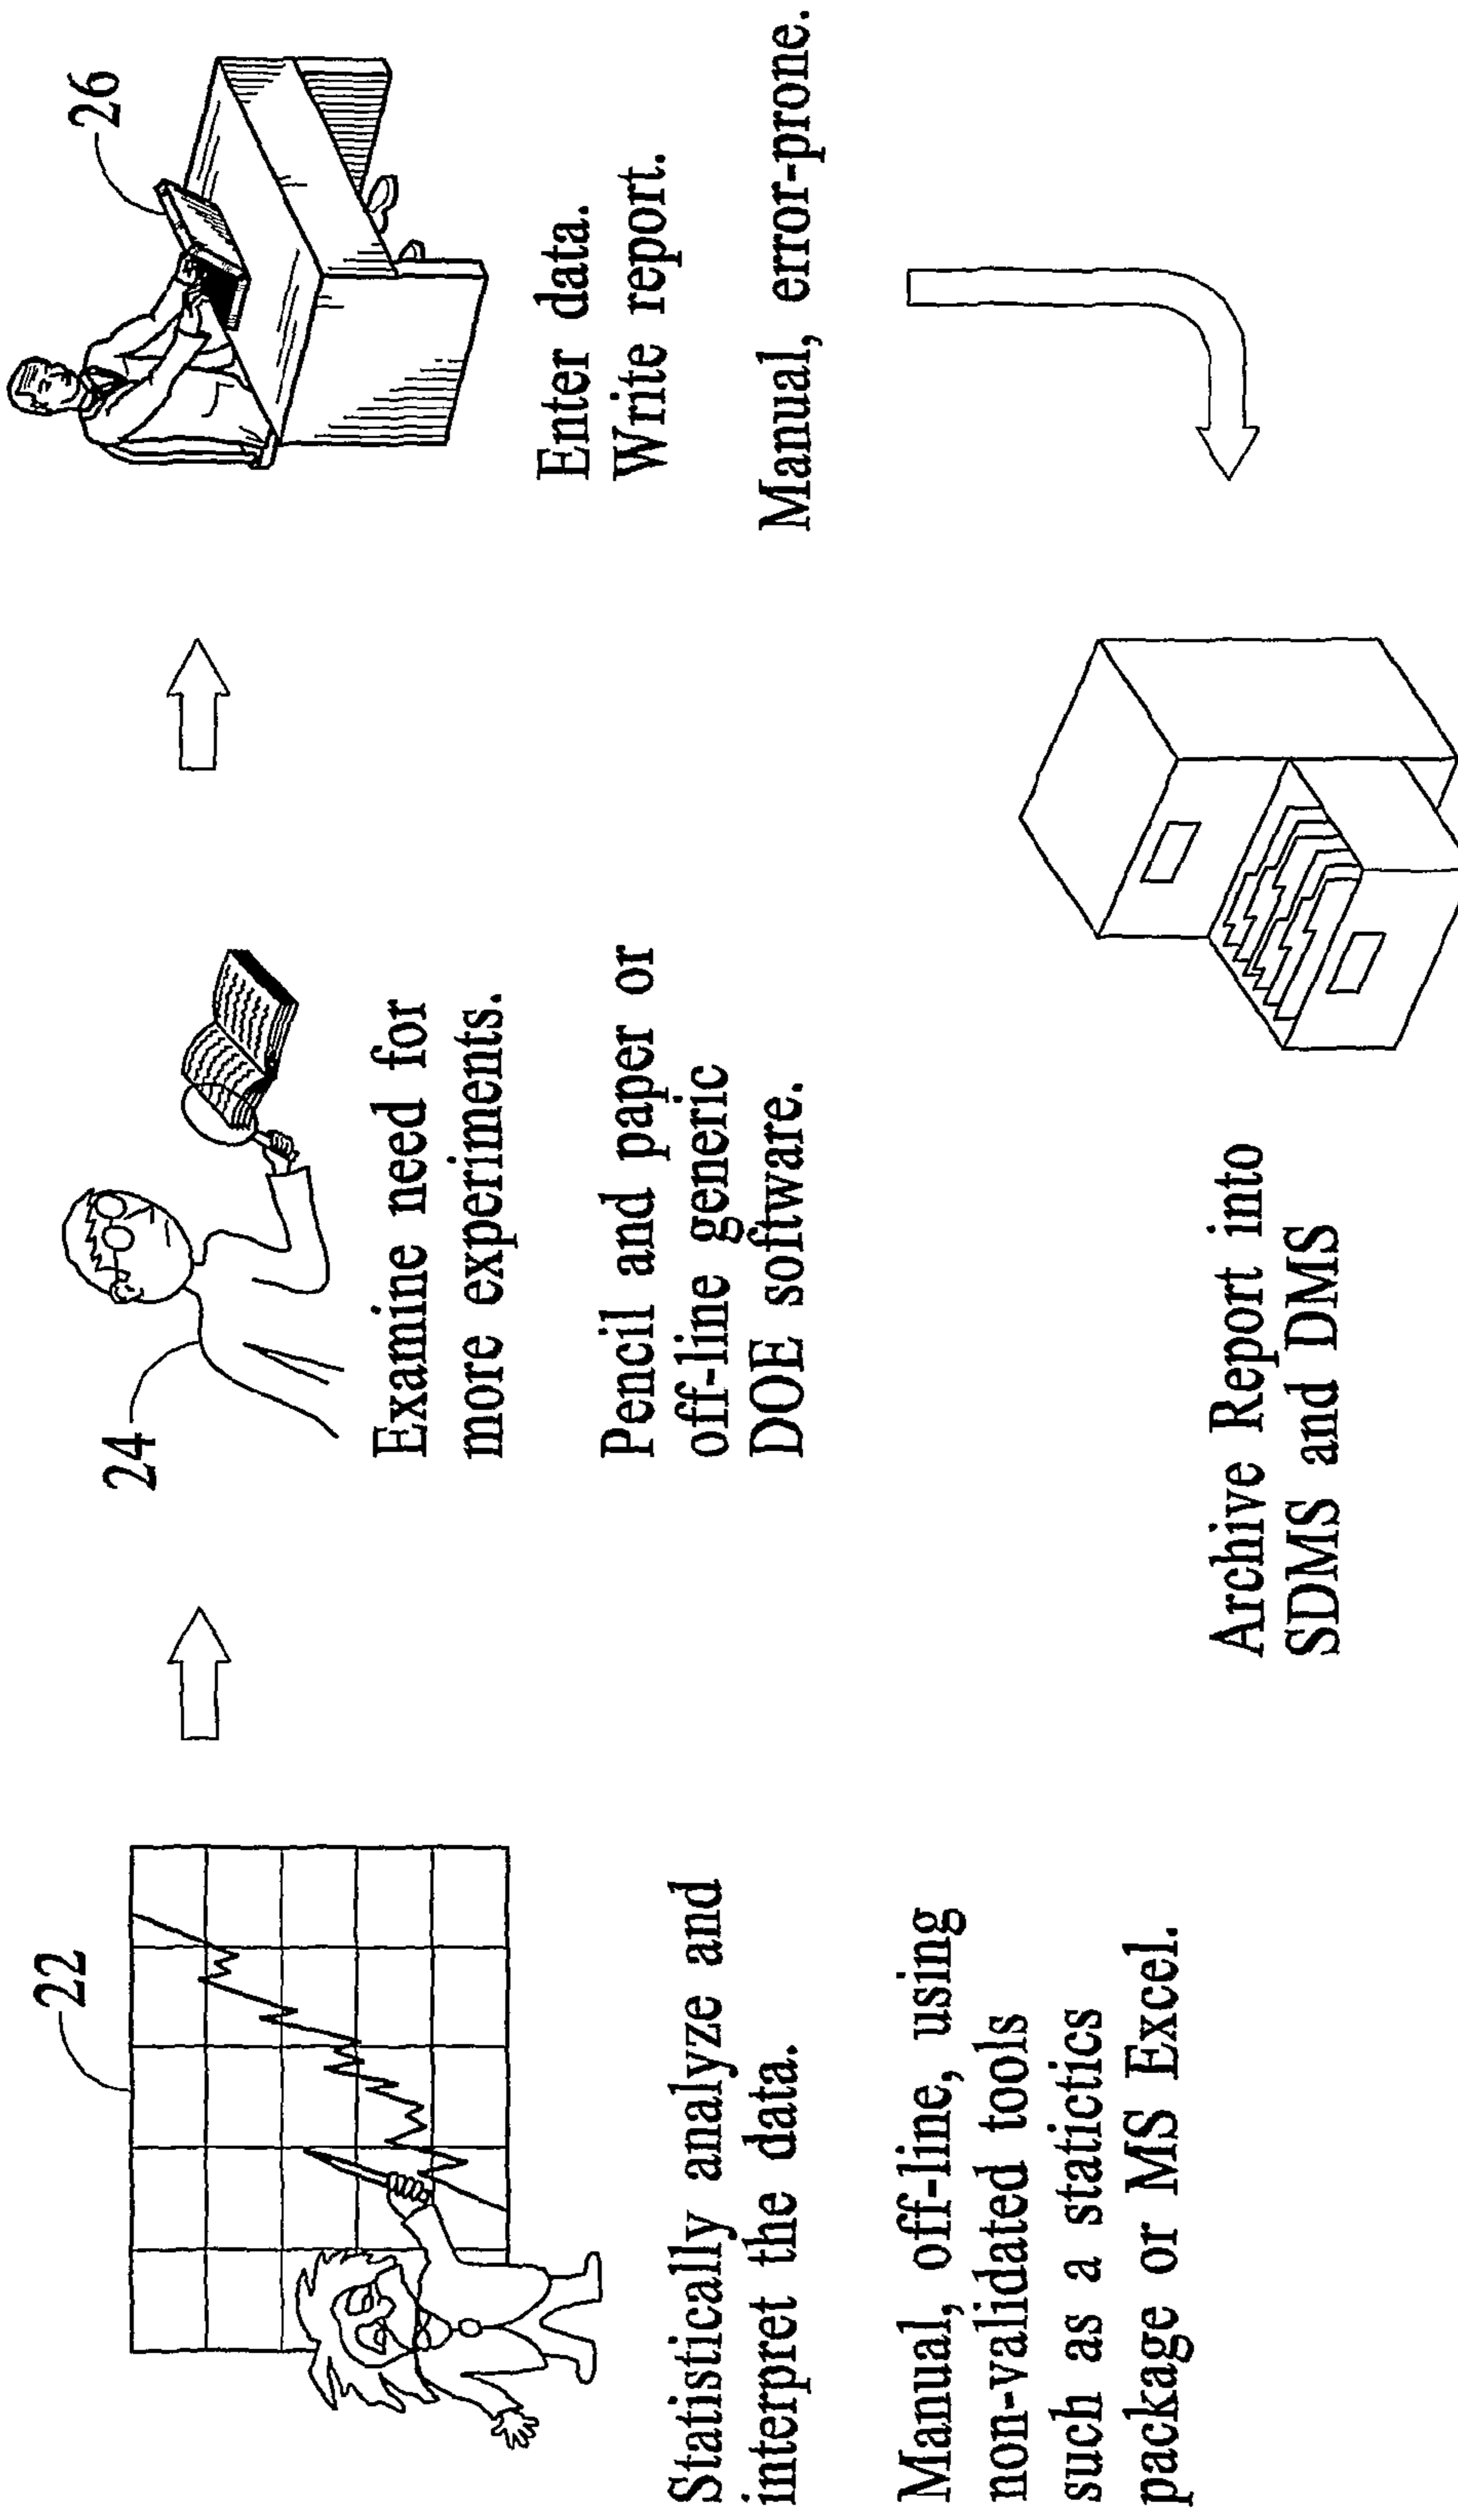 22
Statistically analyze and
interpret the data.
Manual, off-line, using
non-validated tools
such as a statictics
package or MS Excel.
24
Examine need for
more experiments.
Pencil and paper or
off-line generic
DOE software.
26
Enter data.
Write report.
Manual, error-prone.
Archive Report into
SDMS and DMS